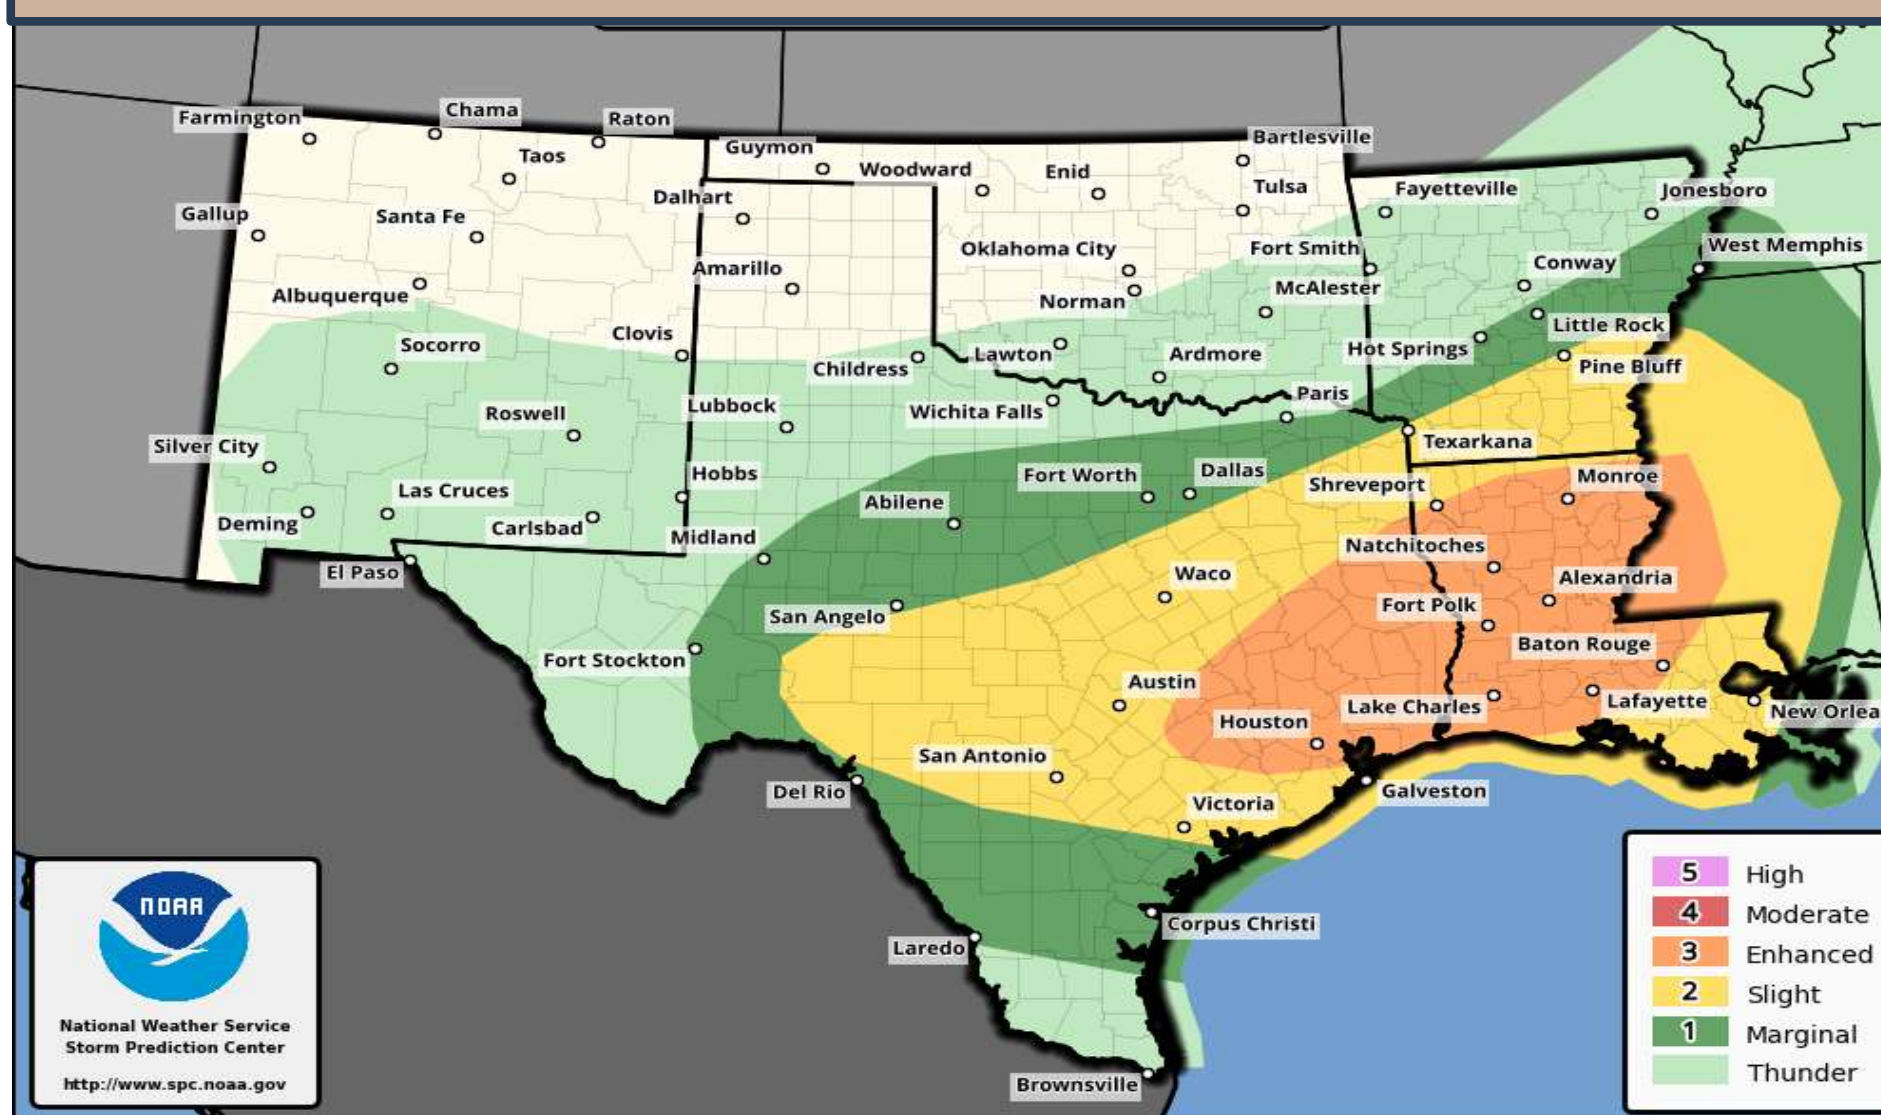 Farmington
Chama
Raton
Taos
Guymon
Woodward
Enid
Bartlesville
Tulsa
Fayetteville
Jonesboro
Gallup
Santa Fe
Dalhart
Oklahoma City
Fort Smith
West Memphis
Conway
Albuquerque
Amarillo
Norman
McAlester
Socorro
Clovis
Childress
Lawton
Ardmore
Hot Springs
Little Rock
Pine Bluff
Roswell
Lubbock
Wichita Falls
Paris
Silver City
Texarkana
Hobbs
Fort Worth
Dallas
Shreveport
Monroe
Las Cruces
Abilene
Deming
Carlsbad
Midland
Natchitoches
El Paso
Waco
Alexandria
San Angelo
Fort Polk
Fort Stockton
Baton Rouge
Austin
Lake Charles
Lafayette
New Orlea
Houston
San Antonio
Del Rio
Victoria
Galveston
Corpus Christi
Laredo
Brownsville
NOAA
National Weather Service
Storm Prediction Center
http://www.spc.noaa.gov
5 High
4 Moderate
3 Enhanced
2 Slight
1 Marginal
Thunder